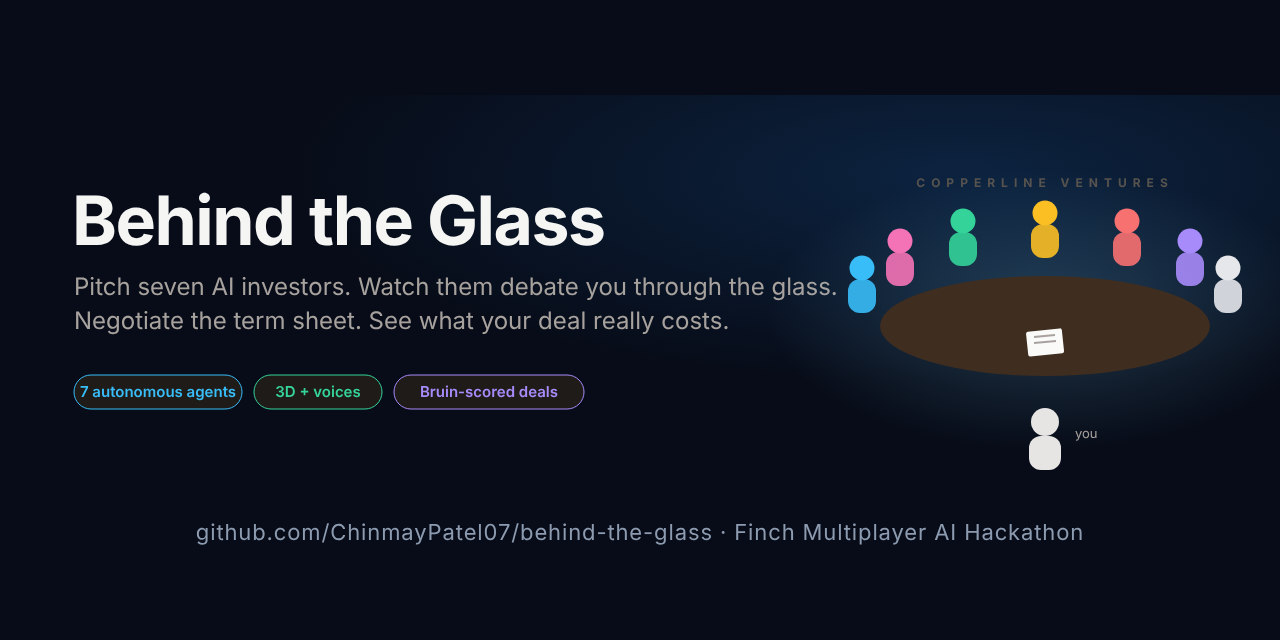 COPPERLINE VENTURES
Behind the Glass
Pitch seven AI investors. Watch them debate you through the glass.
Negotiate the term sheet. See what your deal really costs.
7 autonomous agents
3D + voices
Bruin-scored deals
you
github.com/ChinmayPatel07/behind-the-glass · Finch Multiplayer AI Hackathon